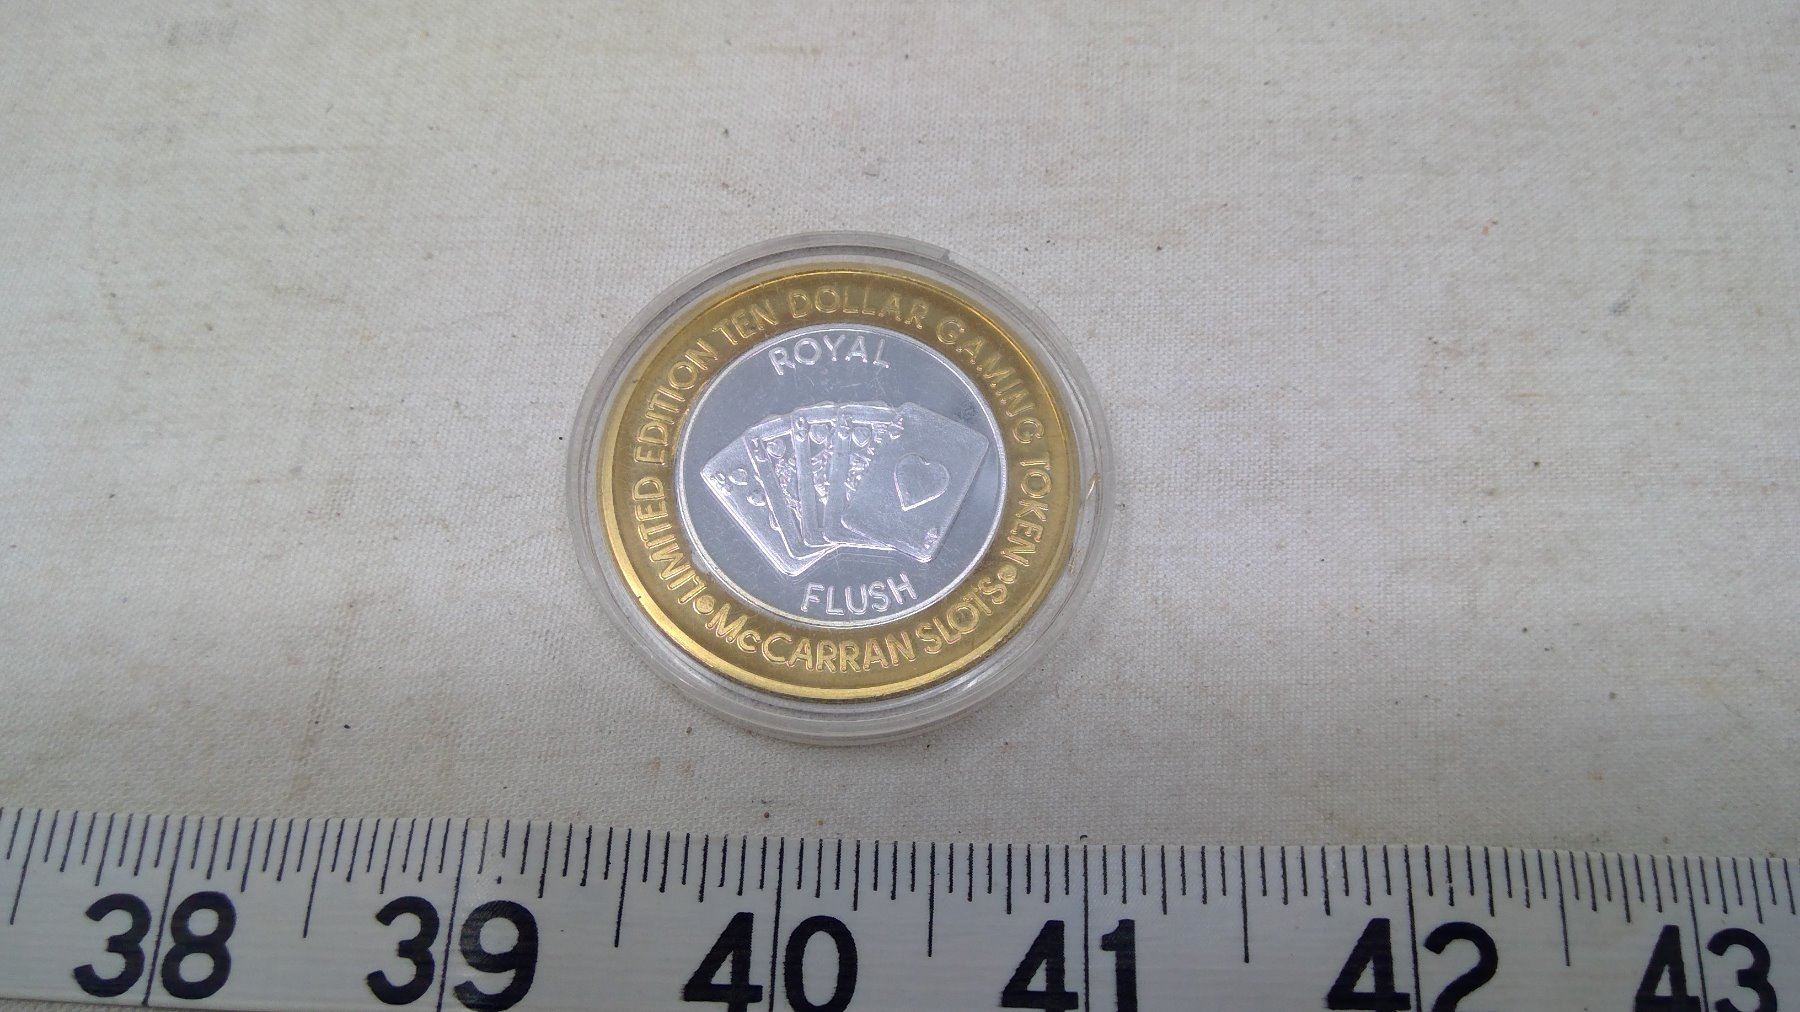 LIMITED EDITION TEN DOLLAR GAMING TOKEN
• McCARRAN SLOTS •
ROYAL
FLUSH
38 39 40 41 42 43